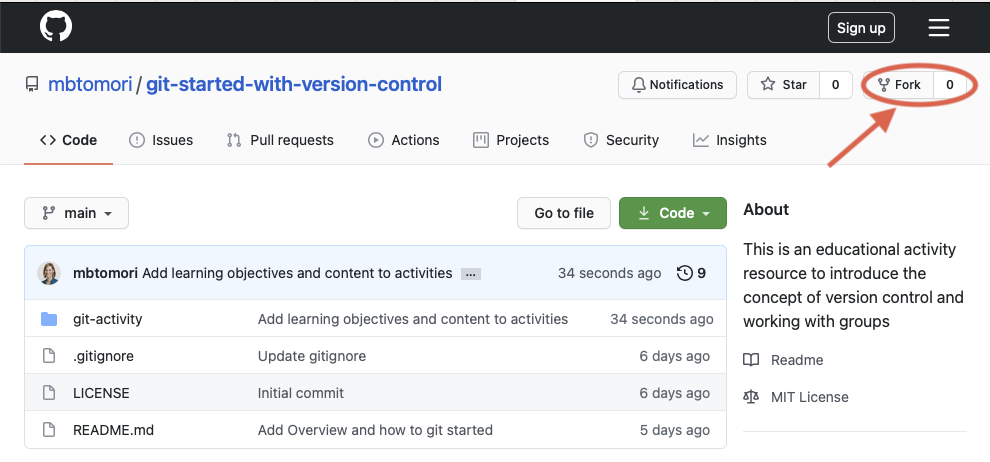 Sign up
mbtomori / git-started-with-version-control
Notifications Star 0 Fork 0
Code Issues Pull requests Actions Projects Security Insights
main Go to file Code
About
This is an educational activity
resource to introduce the
concept of version control and
working with groups
Readme
MIT License
mbtomori Add learning objectives and content to activities ... 34 seconds ago 9
git-activity Add learning objectives and content to activities 34 seconds ago
.gitignore Update gitignore 6 days ago
LICENSE Initial commit 6 days ago
README.md Add Overview and how to git started 5 days ago